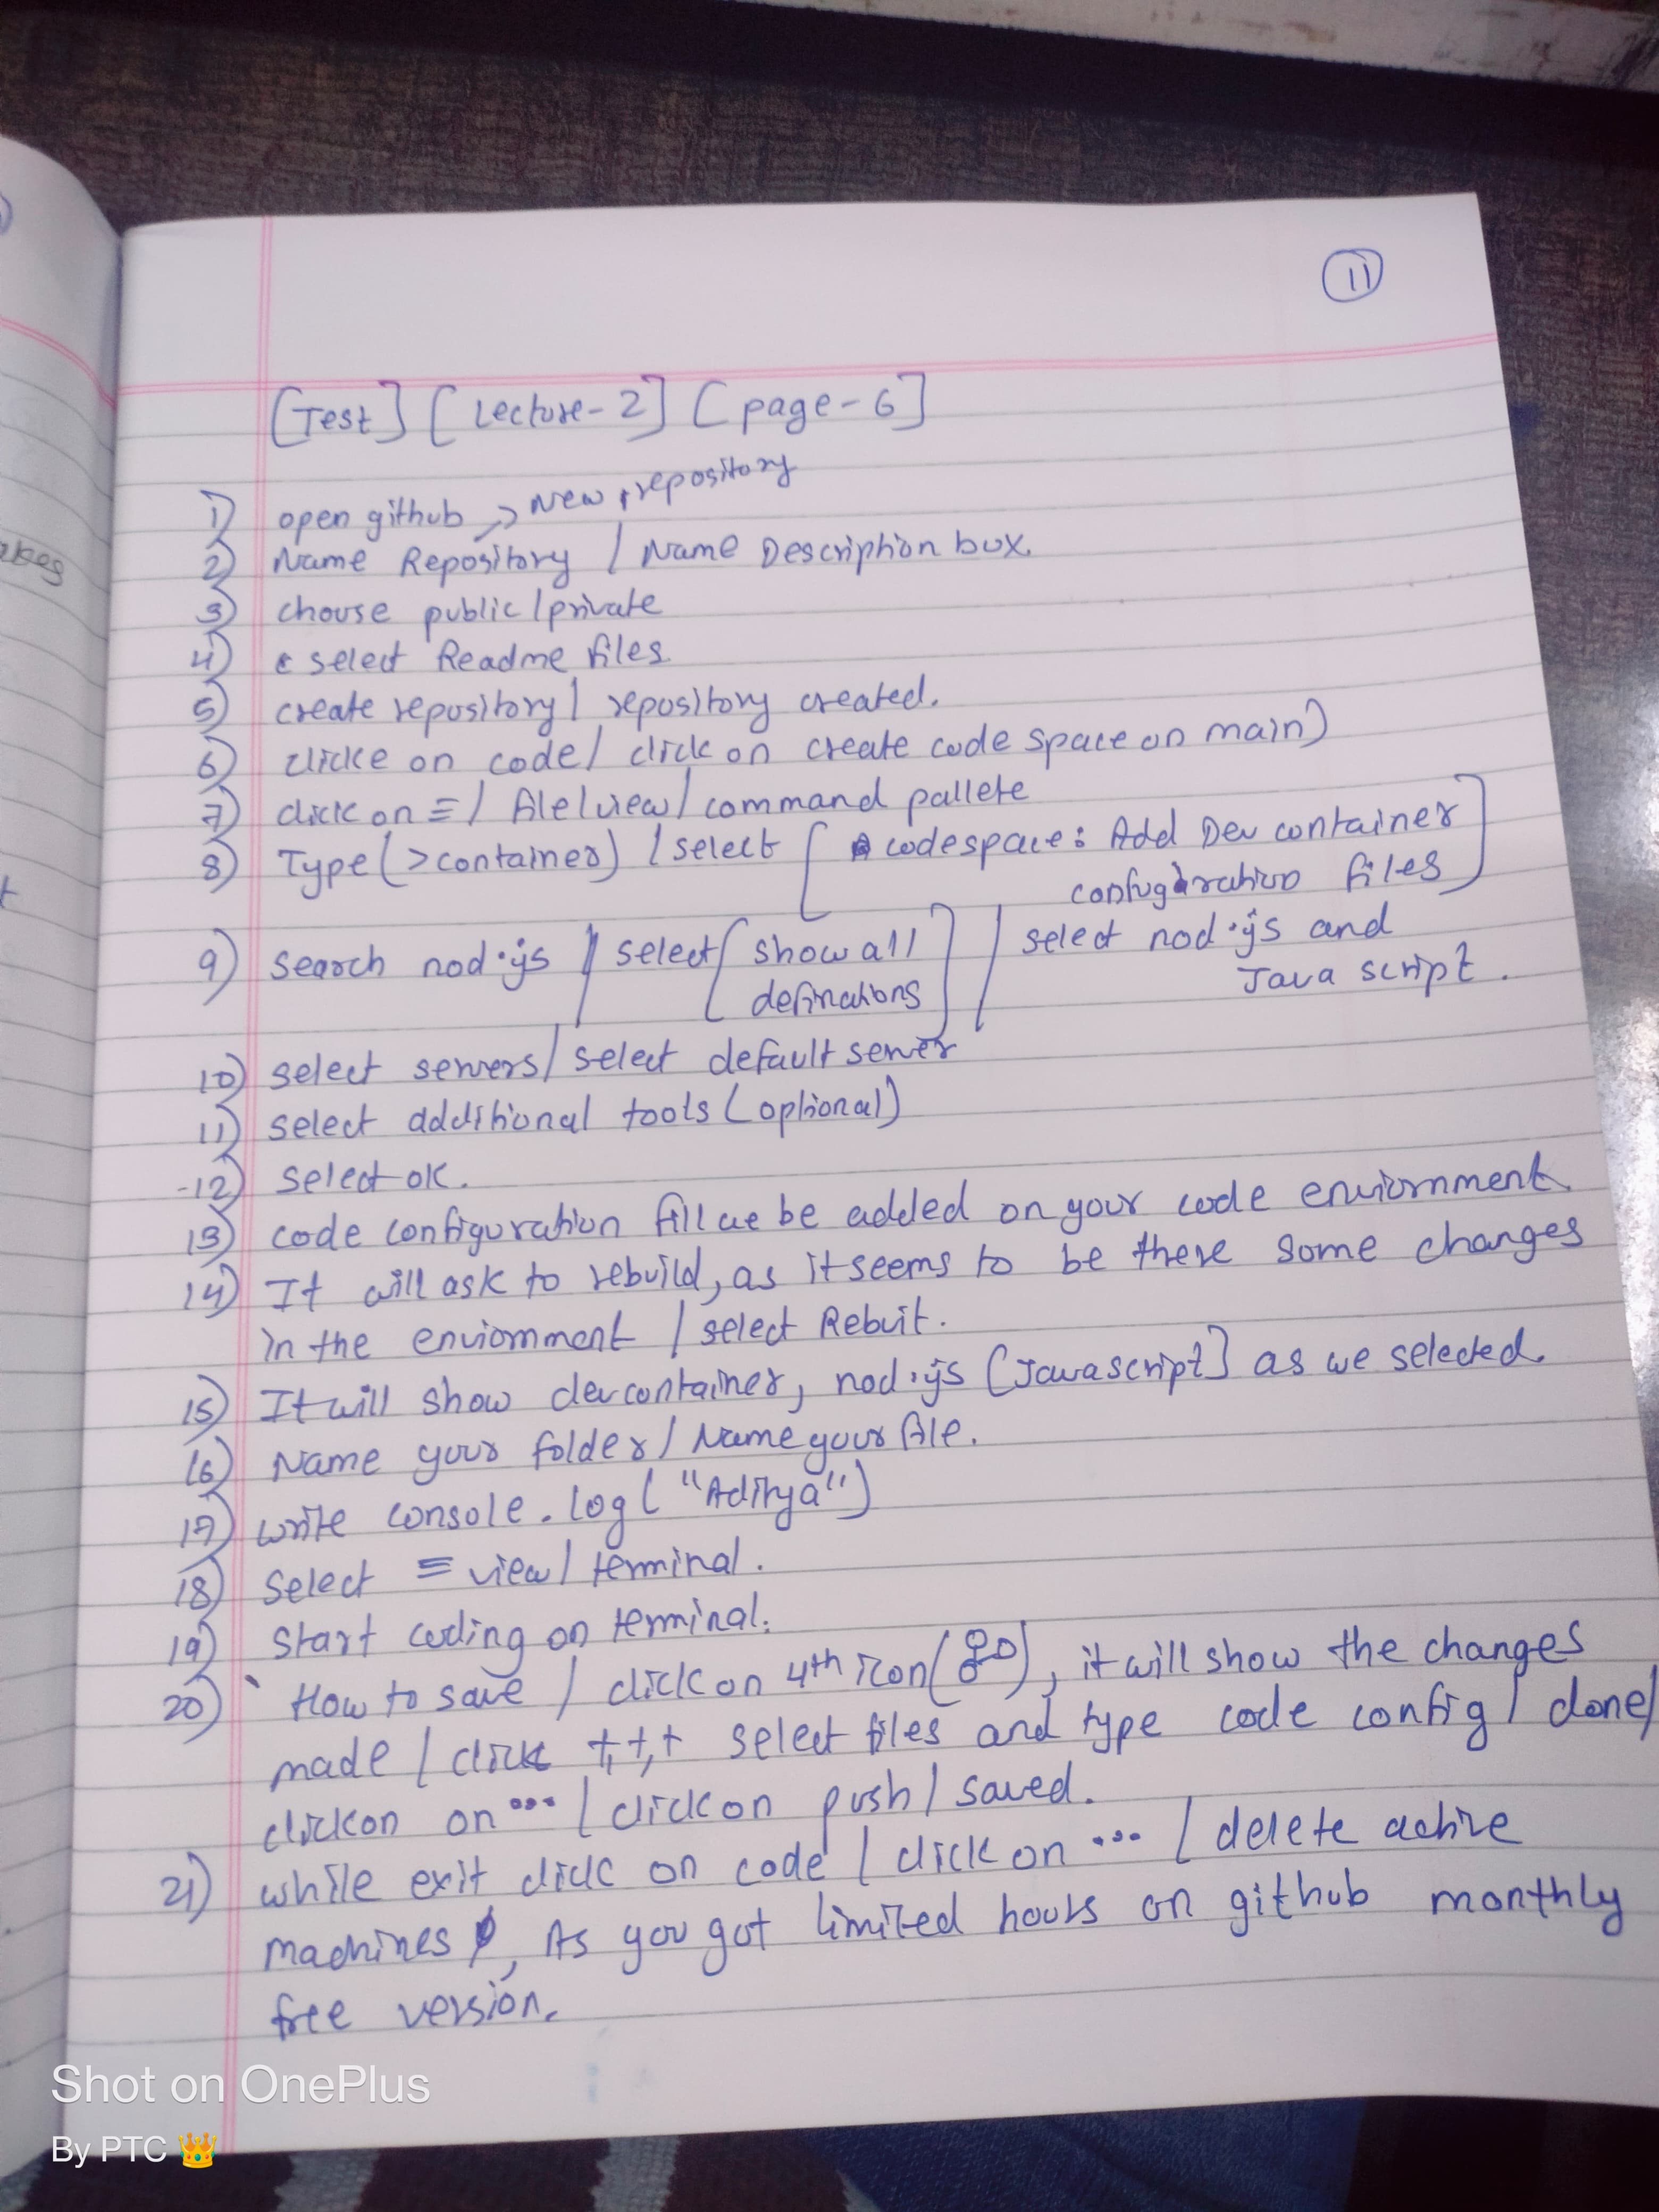 11
[Test] [Lecture-2] [page-6]
1) open github → New repository
2) Name Repository / Name Description box.
3) chouse public/private
4) select Readme files
5) create repository/ repository created.
6) clicke on code/ click on create code space on main)
7) click on ≡ / file/view/ command pallete
8) Type (>container) / select [ codespace: Add Dev container
configuration files ]
9) Search nod.js / select [ show all / select nod.js and
definations ] Java script.
10) select servers/ select default server
11) select additional tools (optional)
-12) select ok.
13) code configuration fill be added on your code enviornment.
14) It will ask to rebuild, as it seems to be there some changes
in the enviornment / select Rebuit.
15) It will show devcontainer, nod.js [Javascript] as we selected.
16) Name your folder/ Name your file.
17) write console.log("Aditya")
18) Select ≡ view/ terminal.
19) Start coding on terminal.
20) How to save / click on 4th icon( ), it will show the changes
made / click +,+,+ select files and type code config/ done/
clickon on ••• / click on push/ saved.
21) while exit click on code / click on ••• / delete active
machines, As you got limited hours on github monthly
free version.
akes
Shot on OnePlus
By PTC 👑